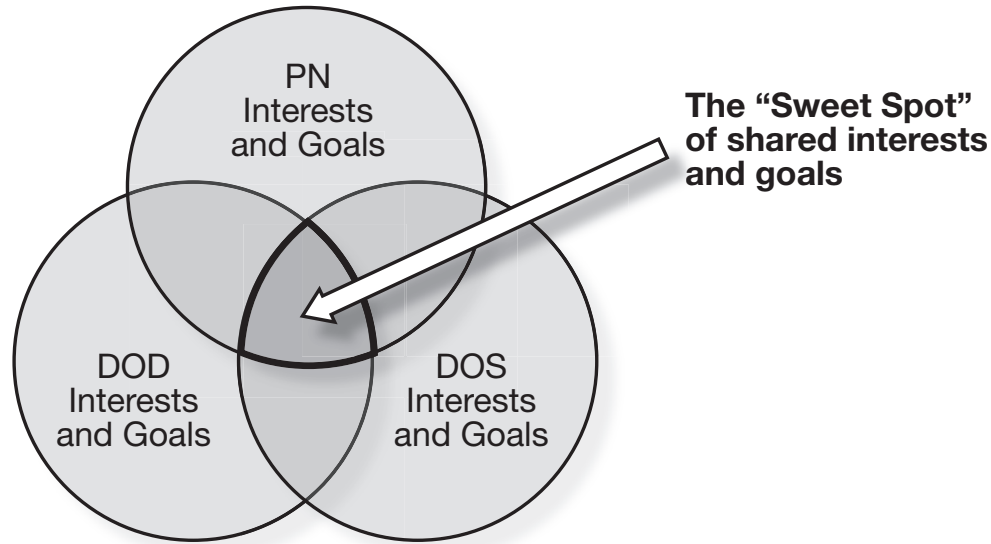 PN
Interests
and Goals
The “Sweet Spot”
of shared interests
and goals
DOD
Interests
and Goals
DOS
Interests
and Goals